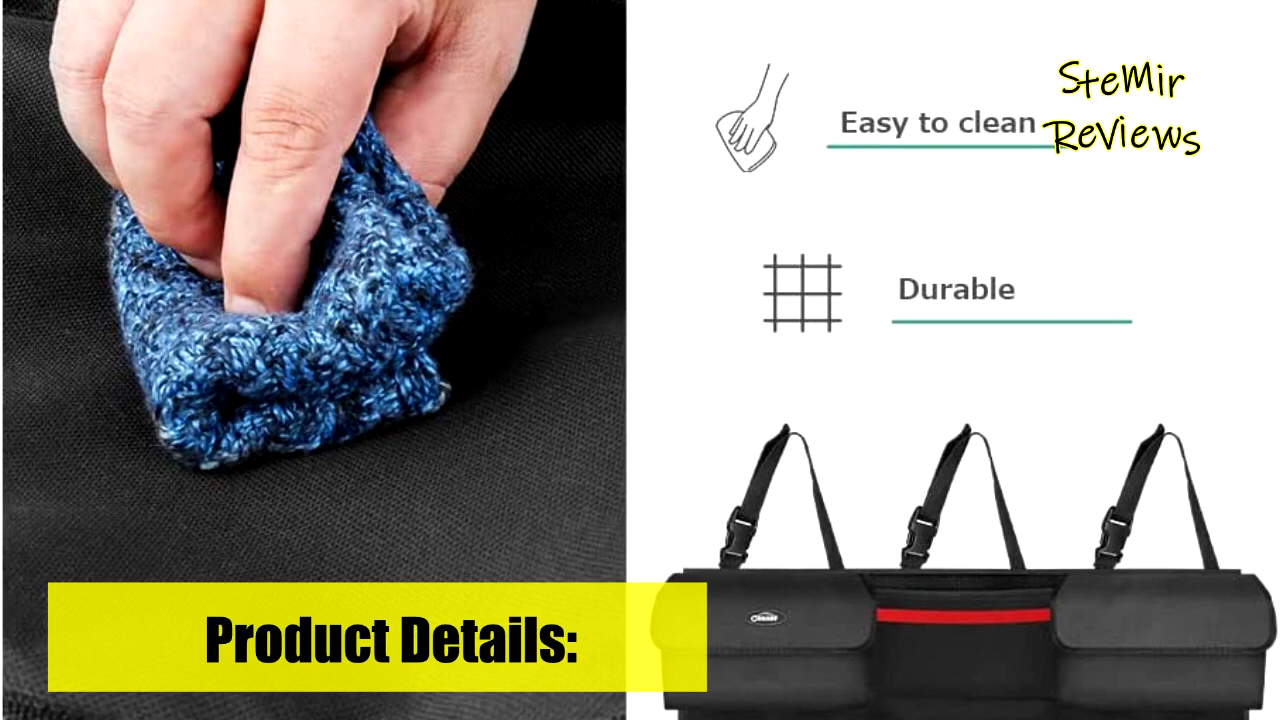 SteMir
Reviews
Easy to clean
Durable
Product Details: